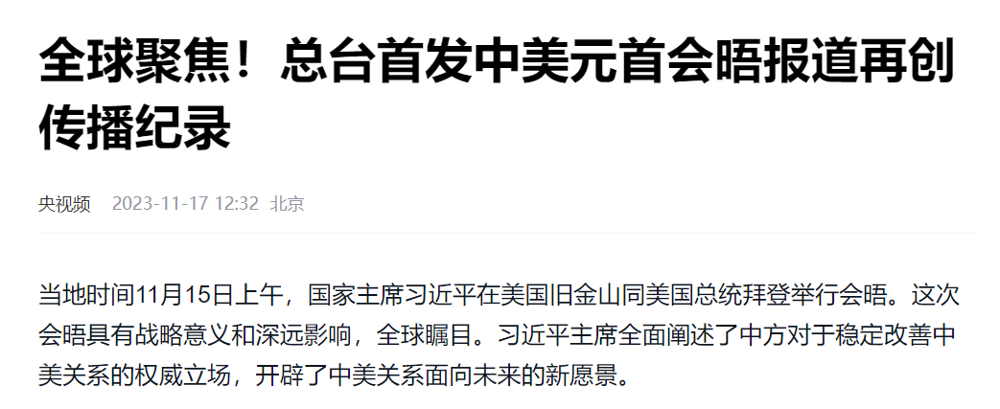 全球聚焦！总台首发中美元首会晤报道再创
传播纪录
央视频 2023-11-17 12:32 北京
当地时间11月15日上午，国家主席习近平在美国旧金山同美国总统拜登举行会晤。这次
会晤具有战略意义和深远影响，全球瞩目。习近平主席全面阐述了中方对于稳定改善中
美关系的权威立场，开辟了中美关系面向未来的新愿景。